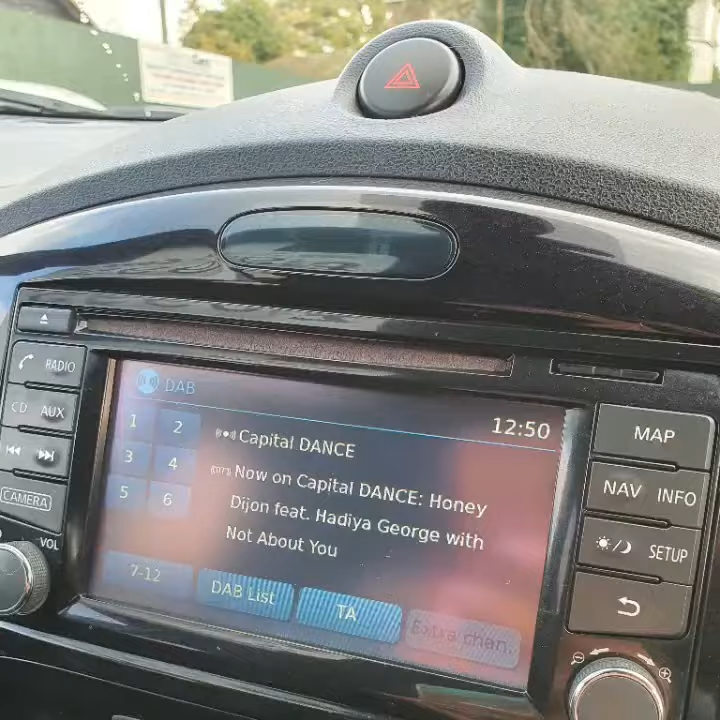 RADIO
CD AUX
CAMERA
VOL
DAB
12:50
1 2
3 4
5 6
7-12
Capital DANCE
Now on Capital DANCE: Honey
Dijon feat. Hadiya George with
Not About You
DAB List
TA
Extra chan.
MAP
NAV INFO
SETUP